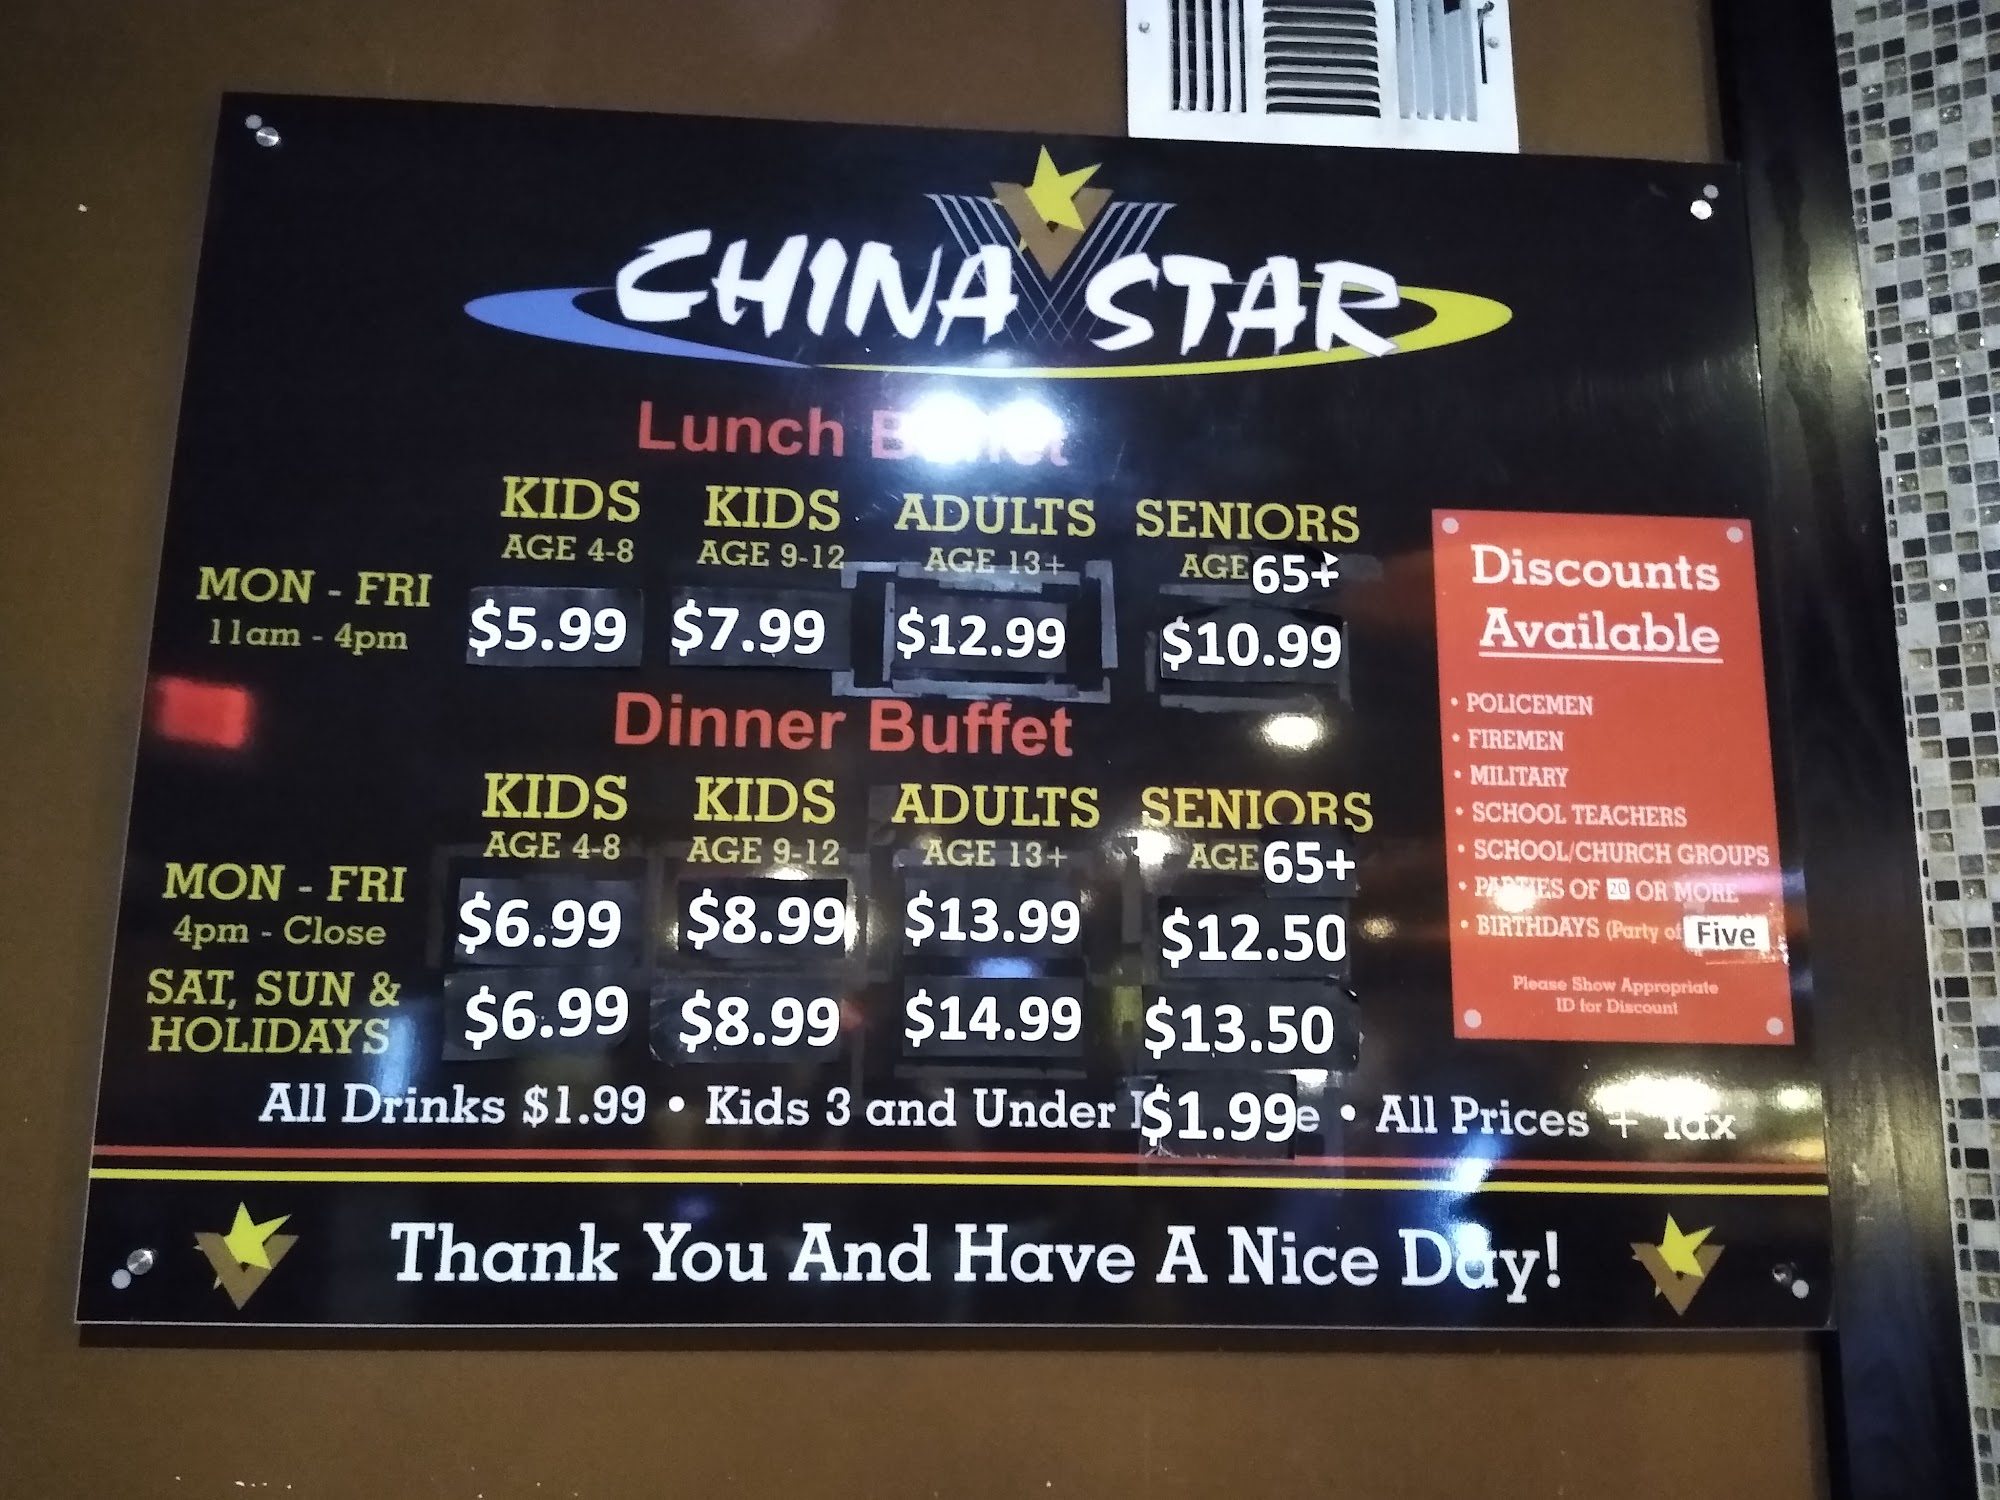 CHINA STAR
Lunch Buffet
KIDS KIDS ADULTS SENIORS
AGE 4-8 AGE 9-12 AGE 13+ AGE 65+
MON - FRI
11am - 4pm
$5.99 $7.99 $12.99 $10.99
Dinner Buffet
KIDS KIDS ADULTS SENIORS
AGE 4-8 AGE 9-12 AGE 13+ AGE 65+
MON - FRI
4pm - Close
$6.99 $8.99 $13.99 $12.50
SAT, SUN &
HOLIDAYS
$6.99 $8.99 $14.99 $13.50
All Drinks $1.99 • Kids 3 and Under $1.99 • All Prices + Tax
Thank You And Have A Nice Day!
Discounts
Available
• POLICEMEN
• FIREMEN
• MILITARY
• SCHOOL TEACHERS
• SCHOOL/CHURCH GROUPS
• PARTIES OF 20 OR MORE
• BIRTHDAYS (Party of Five
Please Show Appropriate
ID for Discount